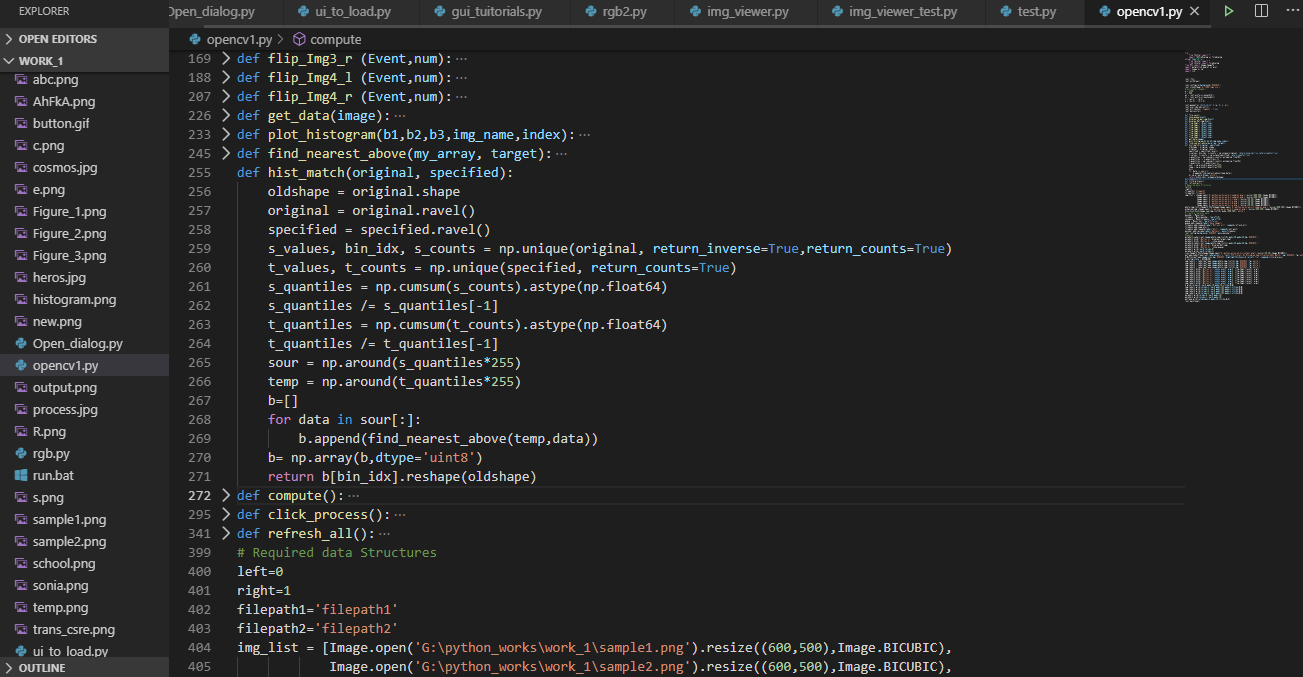 EXPLORER
Open_dialog.py
ui_to_load.py
gui_tuitorials.py
rgb2.py
img_viewer.py
img_viewer_test.py
test.py
opencv1.py
OPEN EDITORS
WORK_1
abc.png
AhFkA.png
button.gif
c.png
cosmos.jpg
e.png
Figure_1.png
Figure_2.png
Figure_3.png
heros.jpg
histogram.png
new.png
Open_dialog.py
opencv1.py
output.png
process.jpg
R.png
rgb.py
run.bat
s.png
sample1.png
sample2.png
school.png
sonia.png
temp.png
trans_csre.png
ui_to_load.py
OUTLINE
opencv1.py > compute
169 def flip_Img3_r (Event,num): ⋯
188 def flip_Img4_l (Event,num): ⋯
207 def flip_Img4_r (Event,num): ⋯
226 def get_data(image): ⋯
233 def plot_histogram(b1,b2,b3,img_name,index): ⋯
245 def find_nearest_above(my_array, target): ⋯
255 def hist_match(original, specified):
256 oldshape = original.shape
257 original = original.ravel()
258 specified = specified.ravel()
259 s_values, bin_idx, s_counts = np.unique(original, return_inverse=True,return_counts=True)
260 t_values, t_counts = np.unique(specified, return_counts=True)
261 s_quantiles = np.cumsum(s_counts).astype(np.float64)
262 s_quantiles /= s_quantiles[-1]
263 t_quantiles = np.cumsum(t_counts).astype(np.float64)
264 t_quantiles /= t_quantiles[-1]
265 sour = np.around(s_quantiles*255)
266 temp = np.around(t_quantiles*255)
267 b=[]
268 for data in sour[:]:
269 b.append(find_nearest_above(temp,data))
270 b= np.array(b,dtype='uint8')
271 return b[bin_idx].reshape(oldshape)
272 def compute(): ⋯
295 def click_process(): ⋯
341 def refresh_all(): ⋯
399 # Required data Structures
400 left=0
401 right=1
402 filepath1='filepath1'
403 filepath2='filepath2'
404 img_list = [Image.open('G:\python_works\work_1\sample1.png').resize((600,500),Image.BICUBIC),
405 Image.open('G:\python_works\work_1\sample2.png').resize((600,500),Image.BICUBIC),